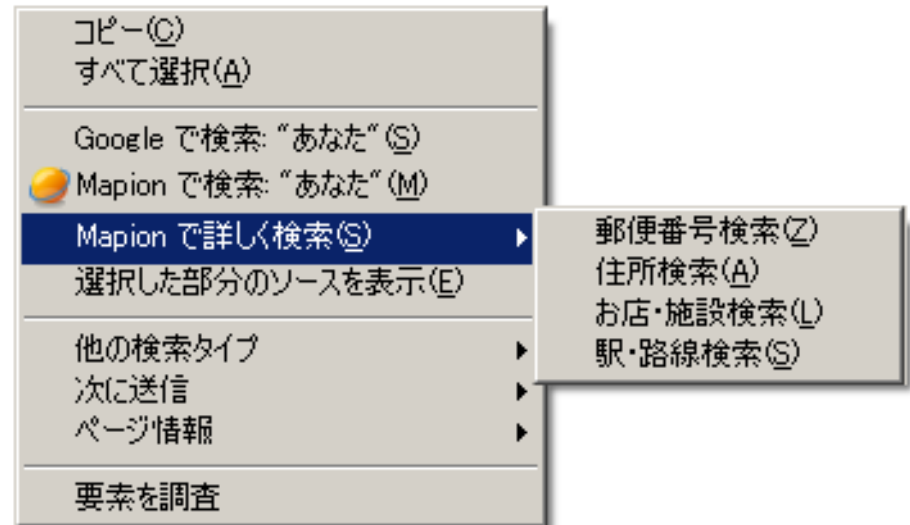 コピー(C)
すべて選択(A)
Google で検索: “あなた” (S)
Mapion で検索: “あなた” (M)
Mapion で詳しく検索(S)
選択した部分のソースを表示(E)
他の検索タイプ
次に送信
ページ情報
要素を調査
郵便番号検索(Z)
住所検索(A)
お店・施設検索(L)
駅・路線検索(S)